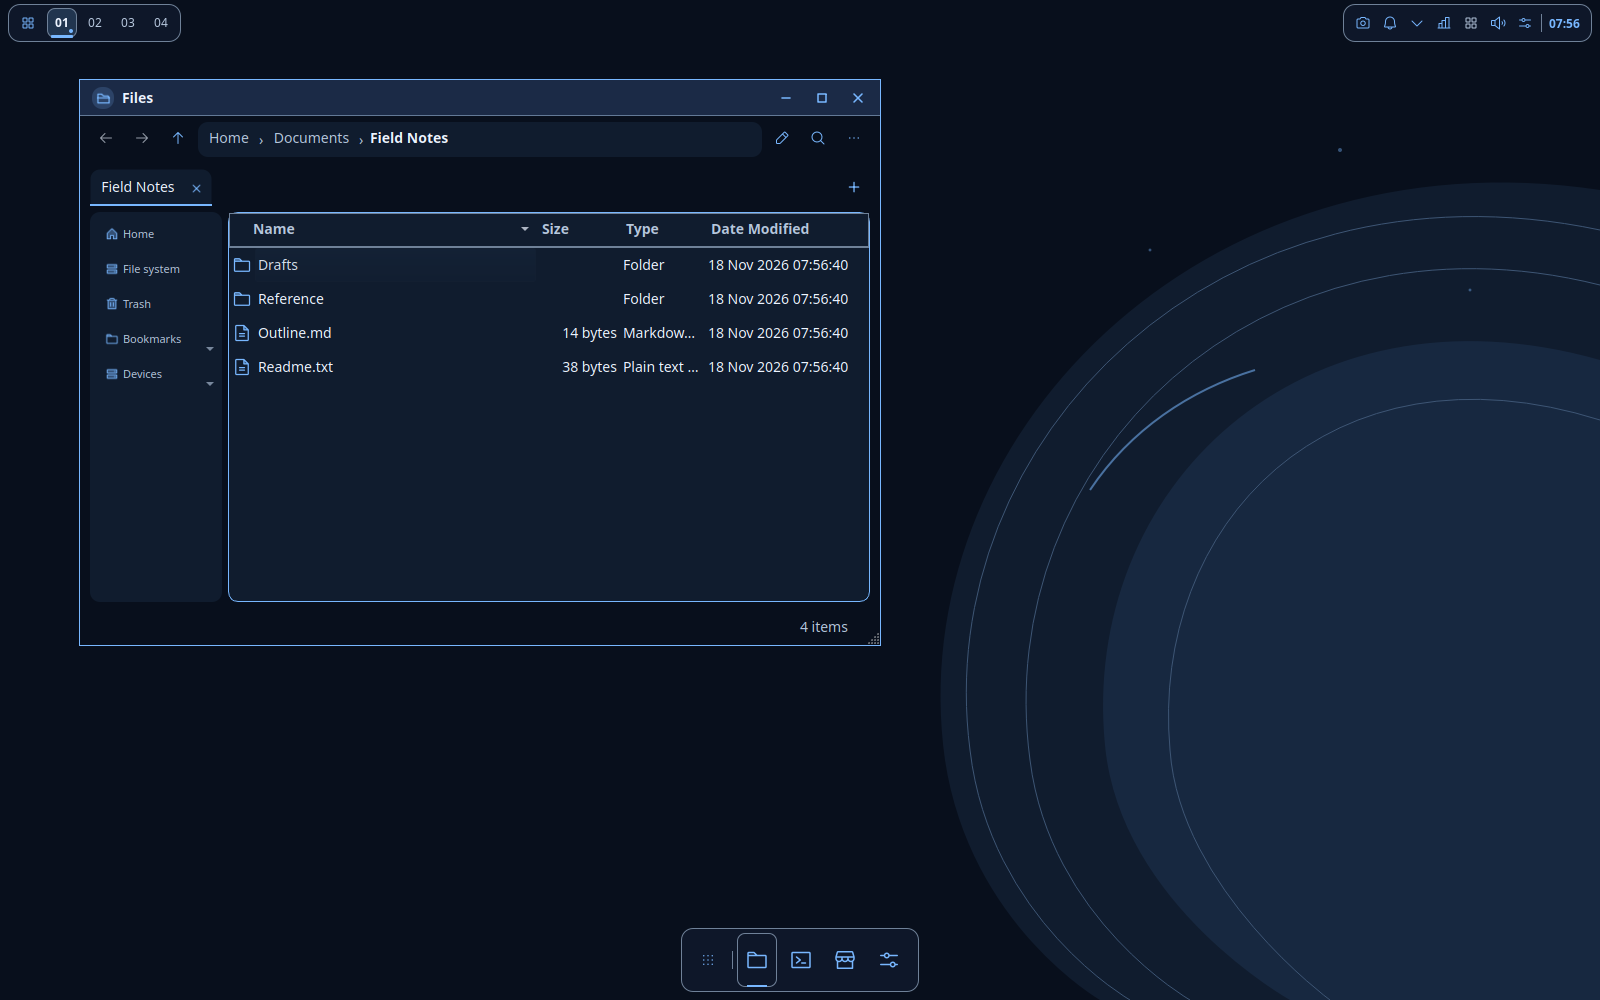 01 02 03 04
07:56
Files
Home › Documents › Field Notes
Field Notes
Home
File system
Trash
Bookmarks
Devices
Name Size Type Date Modified
Drafts Folder 18 Nov 2026 07:56:40
Reference Folder 18 Nov 2026 07:56:40
Outline.md 14 bytes Markdow... 18 Nov 2026 07:56:40
Readme.txt 38 bytes Plain text ... 18 Nov 2026 07:56:40
4 items